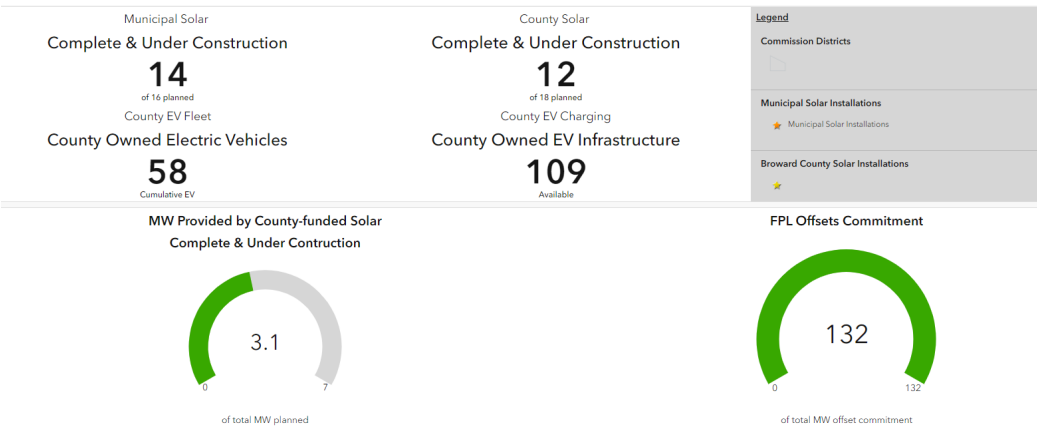 Municipal Solar
Complete & Under Construction
14
of 16 planned
County EV Fleet
County Owned Electric Vehicles
58
Cumulative EV
County Solar
Complete & Under Construction
12
of 18 planned
County EV Charging
County Owned EV Infrastructure
109
Available
Legend
Commission Districts
Municipal Solar Installations
Municipal Solar Installations
Broward County Solar Installations
MW Provided by County-funded Solar
Complete & Under Contruction
3.1
0
7
of total MW planned
FPL Offsets Commitment
132
0
132
of total MW offset commitment